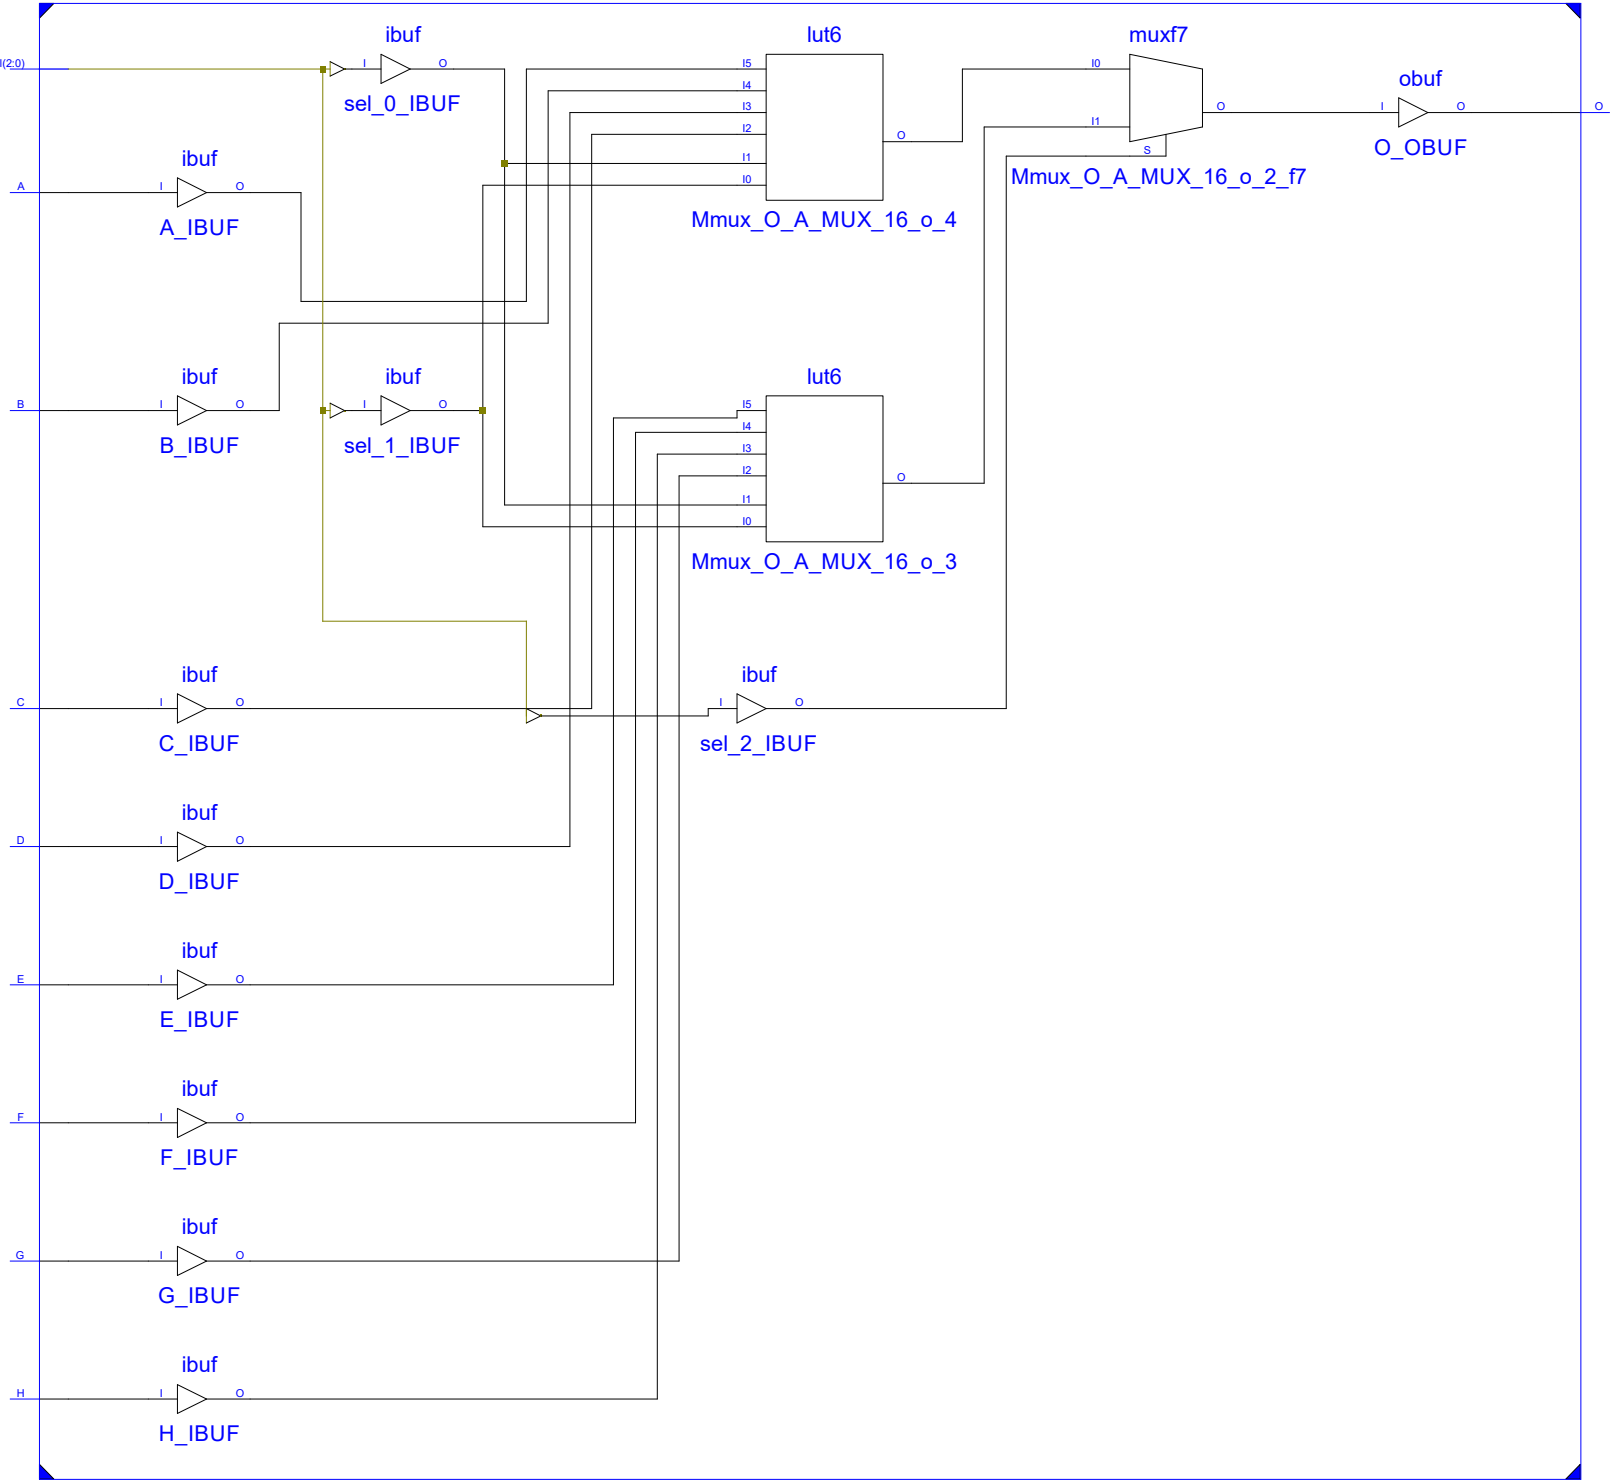 ibuf
lut6
muxf7
l(2:0)
I
O
I5
I0
obuf
sel_0_IBUF
I4
I3
I
O
O
O
I2
I1
O
O_OBUF
ibuf
I1
S
A
I
O
I0
Mmux_O_A_MUX_16_o_2_f7
A_IBUF
Mmux_O_A_MUX_16_o_4
ibuf
ibuf
lut6
B
I
O
I
O
I5
B_IBUF
sel_1_IBUF
I4
I3
I2
O
I1
I0
Mmux_O_A_MUX_16_o_3
ibuf
ibuf
C
I
O
I
O
C_IBUF
sel_2_IBUF
ibuf
D
I
O
D_IBUF
ibuf
E
I
O
E_IBUF
ibuf
F
I
O
F_IBUF
ibuf
G
I
O
G_IBUF
ibuf
H
I
O
H_IBUF